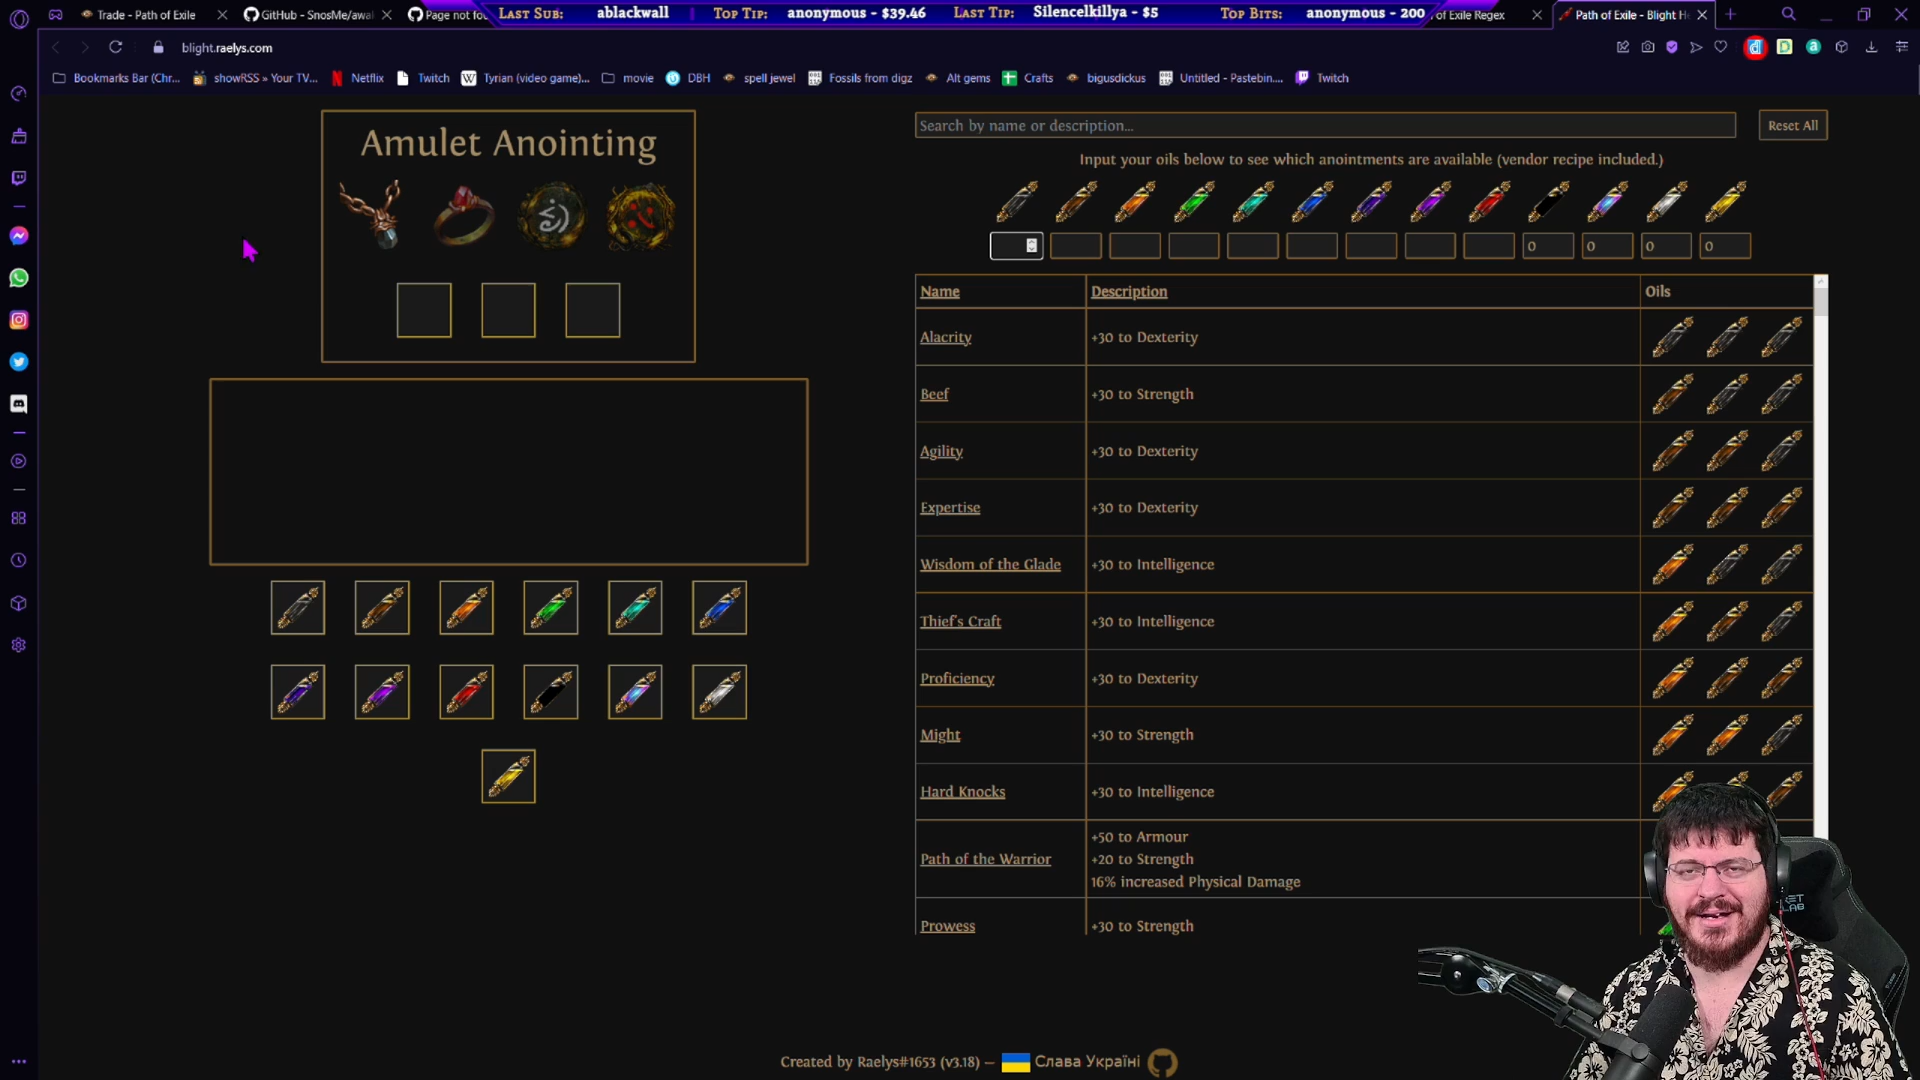 Trade - Path of Exile
GitHub - SnosMe/awa
Page not fou
Last Sub: ablackwall
Top Tip: anonymous - $39.46
Last Tip: Silencelkillya - $5
Top Bits: anonymous - 200
of Exile Regex
Path of Exile - Blight He
blight.raelys.com
Bookmarks Bar (Chr...
showRSS » Your TV...
Netflix
Twitch
Tyrian (video game)...
movie
DBH
spell jewel
Fossils from digz
Alt gems
Crafts
bigusdickus
Untitled - Pastebin....
Twitch
Amulet Anointing
Search by name or description...
Reset All
Input your oils below to see which anointments are available (vendor recipe included.)
0 0 0 0
Name Description Oils
Alacrity +30 to Dexterity
Beef +30 to Strength
Agility +30 to Dexterity
Expertise +30 to Dexterity
Wisdom of the Glade +30 to Intelligence
Thief's Craft +30 to Intelligence
Proficiency +30 to Dexterity
Might +30 to Strength
Hard Knocks +30 to Intelligence
+50 to Armour
Path of the Warrior +20 to Strength
16% increased Physical Damage
Prowess +30 to Strength
Created by Raelys#1653 (v3.18) – Слава Україні